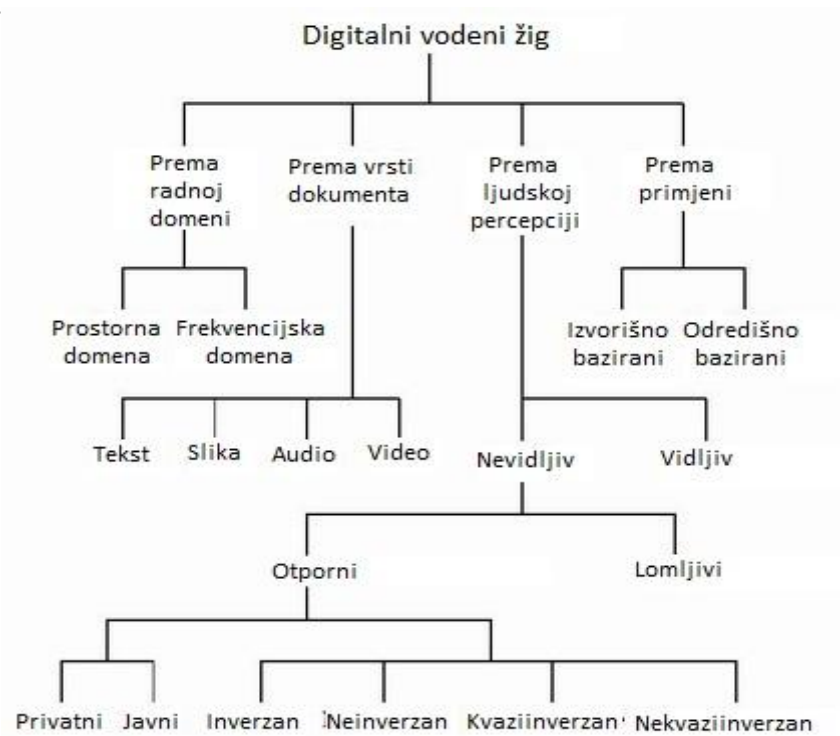 Digitalni vodeni žig
Prema
radnoj
domeni
Prema vrsti
dokumenta
Prema
ljudskoj
percepciji
Prema
primjeni
Prostorna
domena
Frekvencijska
domena
Izvorišno
bazirani
Odredišno
bazirani
Tekst
Slika
Audio
Video
Nevidljiv
Vidljiv
Otporni
Lomljivi
Privatni
Javni
Inverzan
Neinverzan
Kvaziinverzan
Nekvaziinverzan